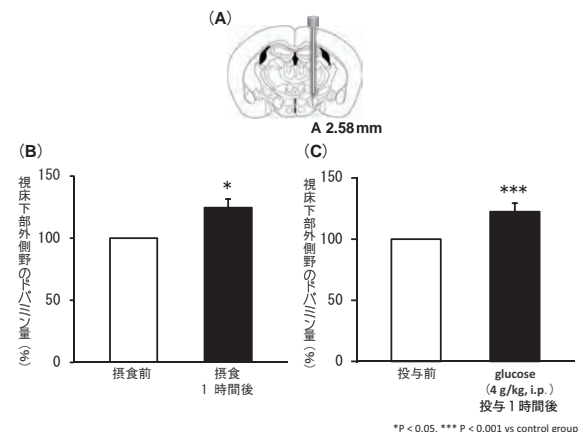 (A)
A 2.58mm
(B)
視床下部外側野のドパミン量(%)
150
100
50
0
*
摂食前
摂食
1 時間後
(C)
視床下部外側野のドパミン量(%)
150
100
50
0
***
投与前
glucose
(4 g/kg, i.p.)
投与 1 時間後
*P < 0.05, *** P < 0.001 vs control group